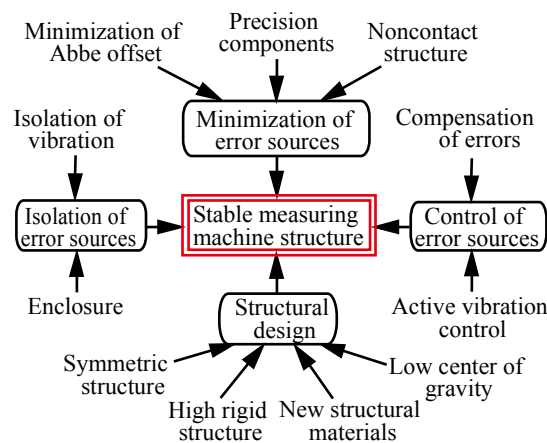 Minimization of
Abbe offset
Precision
components
Noncontact
structure
Isolation of
vibration
Minimization of
error sources
Compensation
of errors
Isolation of
error sources
Stable measuring
machine structure
Control of
error sources
Enclosure
Structural
design
Active vibration
control
Symmetric
structure
High rigid
structure
New structural
materials
Low center of
gravity